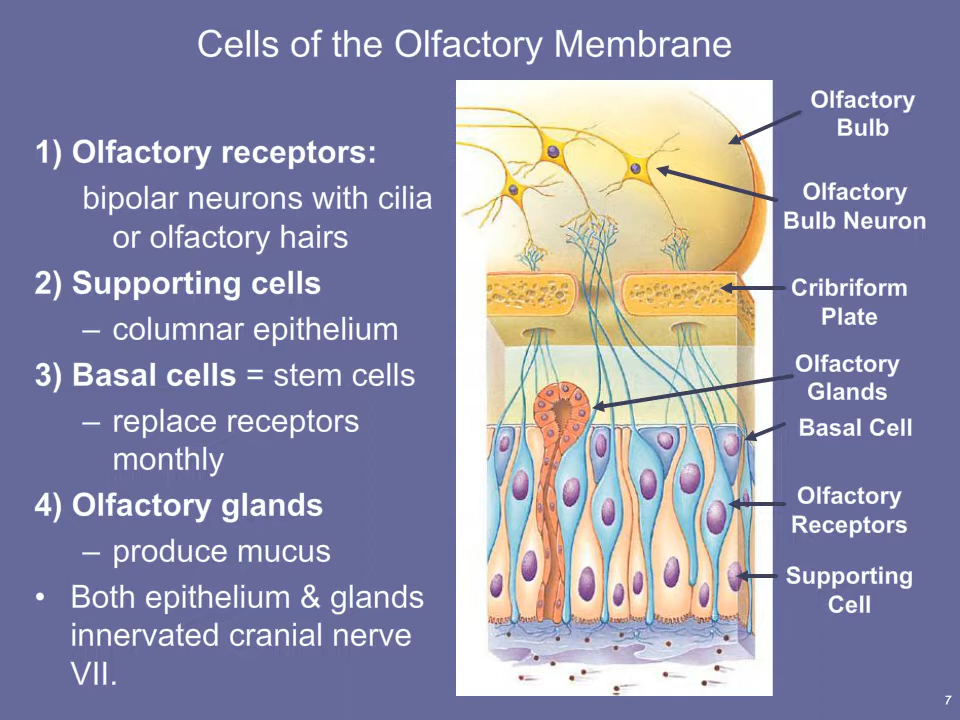 Cells of the Olfactory Membrane
1) Olfactory receptors:
bipolar neurons with cilia
or olfactory hairs
2) Supporting cells
– columnar epithelium
3) Basal cells = stem cells
– replace receptors
monthly
4) Olfactory glands
– produce mucus
• Both epithelium & glands
innervated cranial nerve
VII.
Olfactory
Bulb
Olfactory
Bulb Neuron
Cribriform
Plate
Olfactory
Glands
Basal Cell
Olfactory
Receptors
Supporting
Cell
7